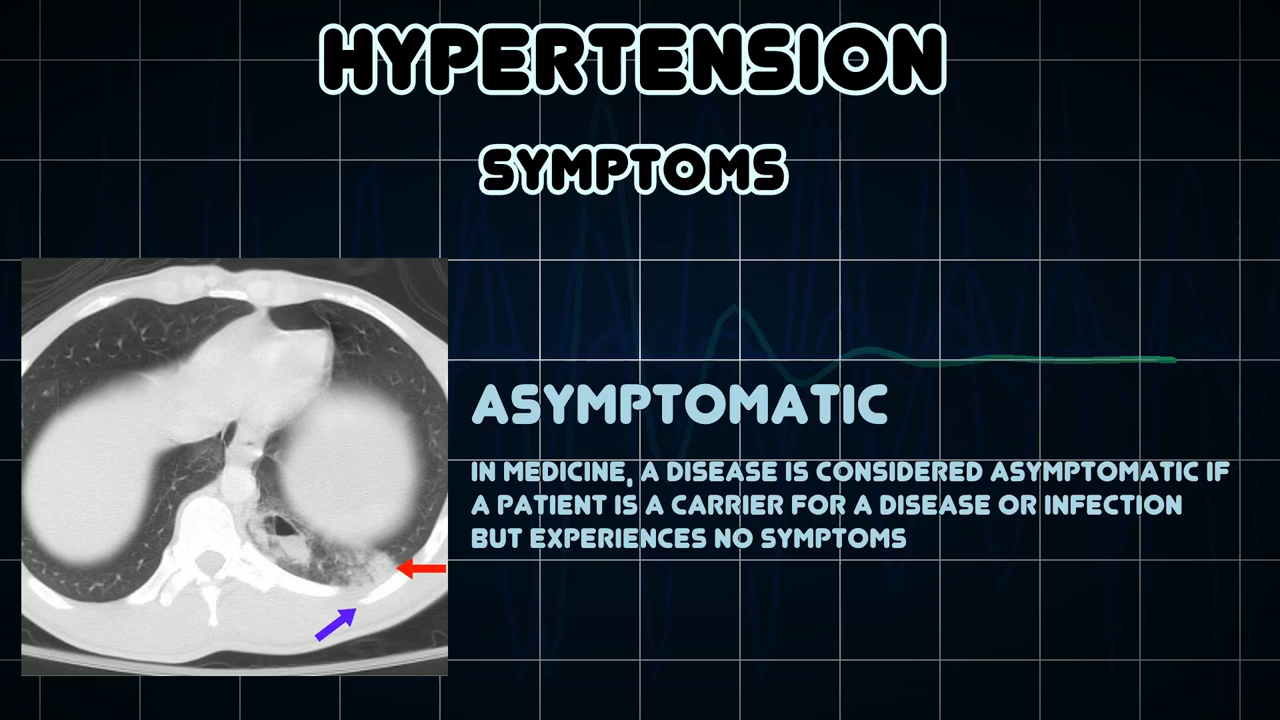 HYPERTENSION
SYMPTOMS
ASYMPTOMATIC
IN MEDICINE, A DISEASE IS CONSIDERED ASYMPTOMATIC IF
A PATIENT IS A CARRIER FOR A DISEASE OR INFECTION
BUT EXPERIENCES NO SYMPTOMS